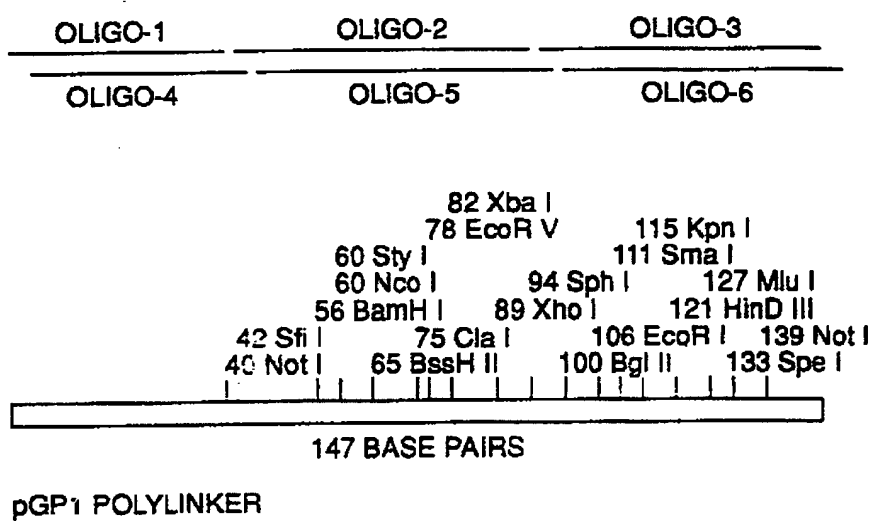 OLIGO-1 OLIGO-2 OLIGO-3
OLIGO-4 OLIGO-5 OLIGO-6
82 Xba I
78 EcoR V 115 Kpn I
60 Sty I 111 Sma I
60 Nco I 94 Sph I 127 Mlu I
56 BamH I 89 Xho I 121 HinD III
42 Sfi I 75 Cla I 106 EcoR I 139 Not I
40 Not I 65 BssH II 100 Bgl II 133 Spe I
147 BASE PAIRS
pGP1 POLYLINKER